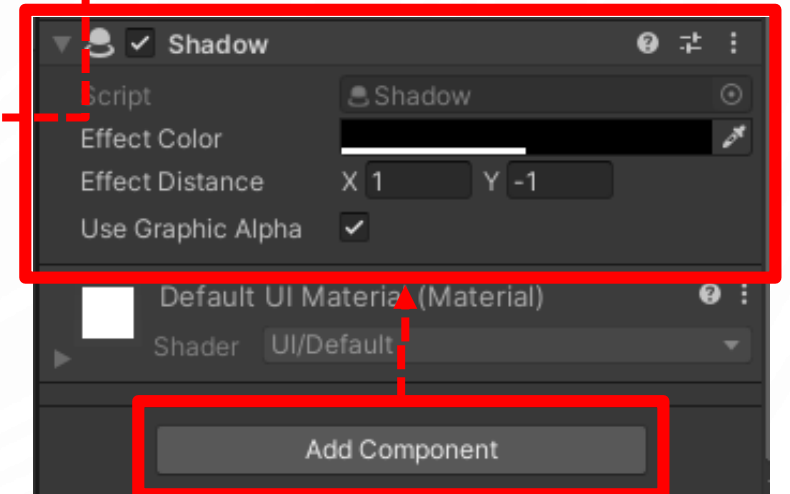 Shadow
Script Shadow
Effect Color
Effect Distance X 1 Y -1
Use Graphic Alpha
Default UI Material (Material)
Shader UI/Default
Add Component